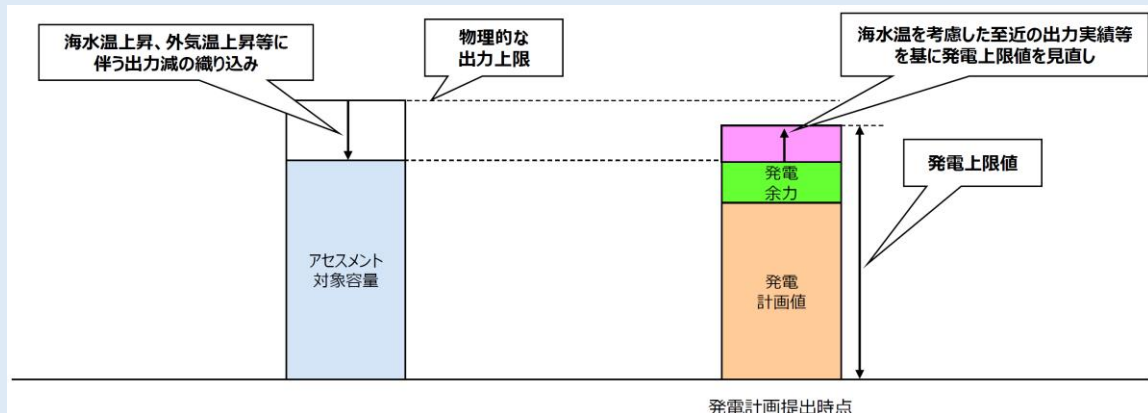 海水温上昇、外気温上昇等に
伴う出力減の織り込み
物理的な
出力上限
海水温を考慮した至近の出力実績等
を基に発電上限値を見直し
発電上限値
発電
余力
アセスメント
対象容量
発電
計画値
発電計画提出時点